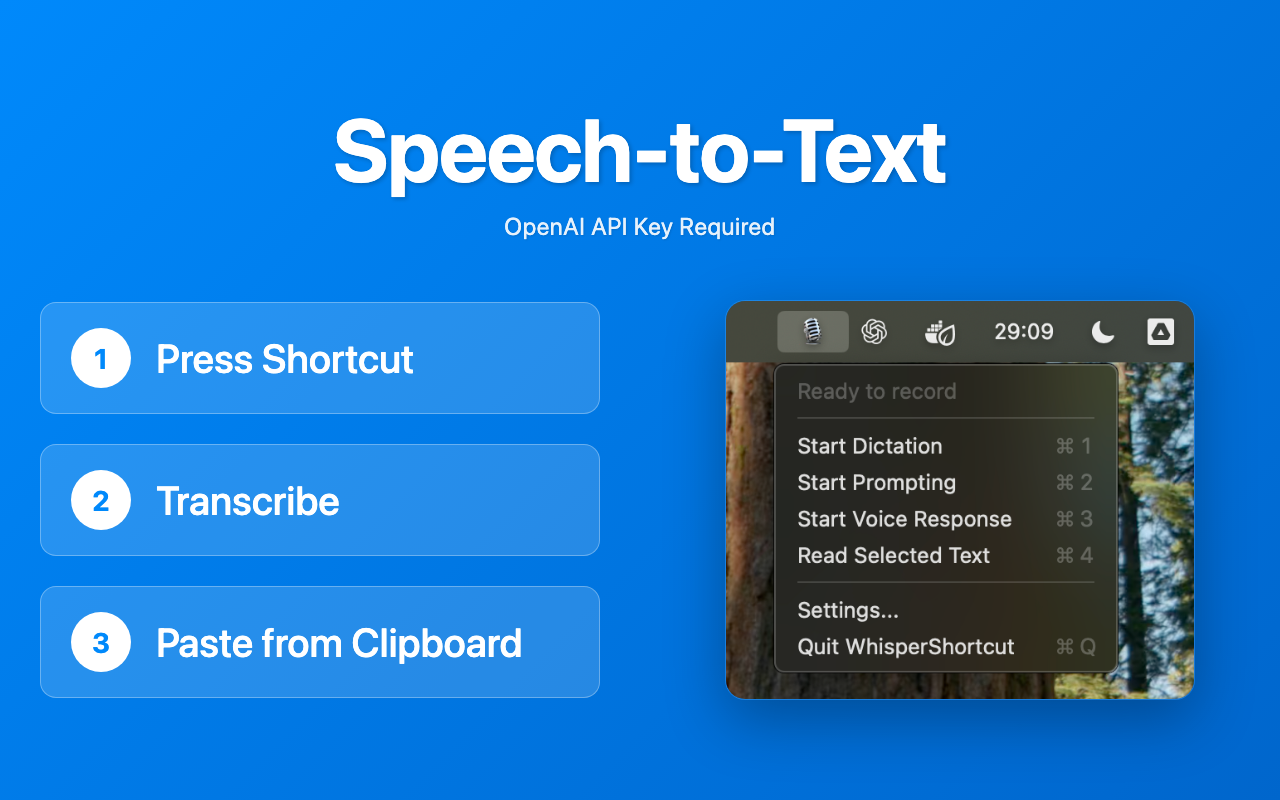 Speech-to-Text
OpenAI API Key Required
1 Press Shortcut
2 Transcribe
3 Paste from Clipboard
29:09
Ready to record
Start Dictation ⌘ 1
Start Prompting ⌘ 2
Start Voice Response ⌘ 3
Read Selected Text ⌘ 4
Settings...
Quit WhisperShortcut ⌘ Q